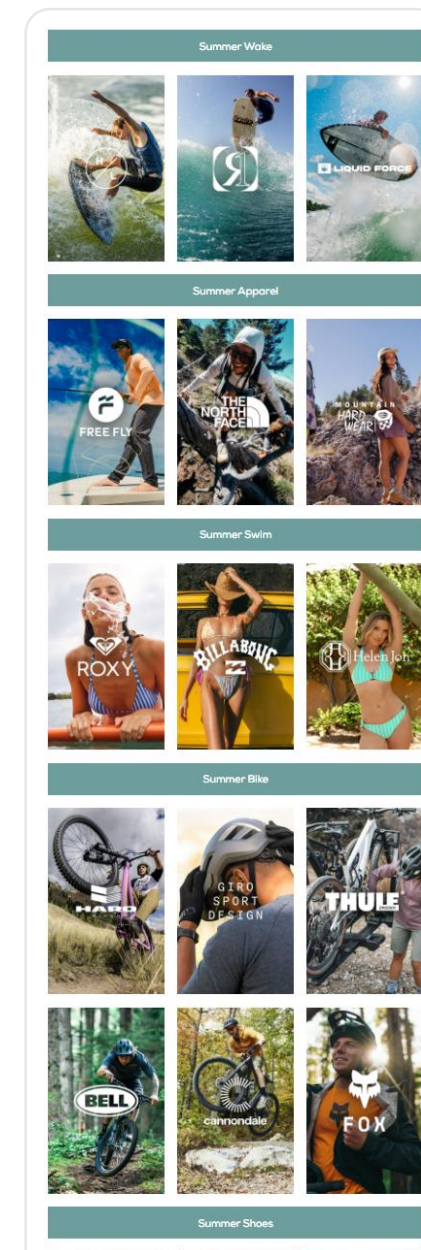 Summer Wake
LIQUID FORCE
Summer Apparel
FREE FLY
THE
NORTH
FACE
MOUNTAIN
HARD
WEAR
Summer Swim
ROXY
BILLABONG
Helen Joh
Summer Bike
HARO
GIRO
SPORT
DESIGN
THULE
BELL
cannondale
FOX
Summer Shoes